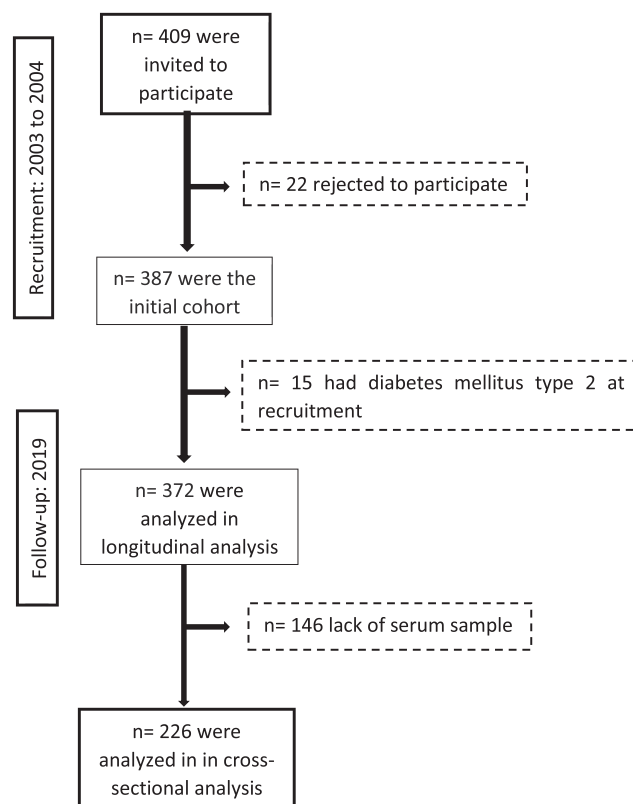 Recruitment: 2003 to 2004
n= 409 were
invited to
participate
n= 22 rejected to participate
n= 387 were the
initial cohort
n= 15 had diabetes mellitus type 2 at
recruitment
Follow-up: 2019
n= 372 were
analyzed in
longitudinal analysis
n= 146 lack of serum sample
n= 226 were
analyzed in in cross-
sectional analysis